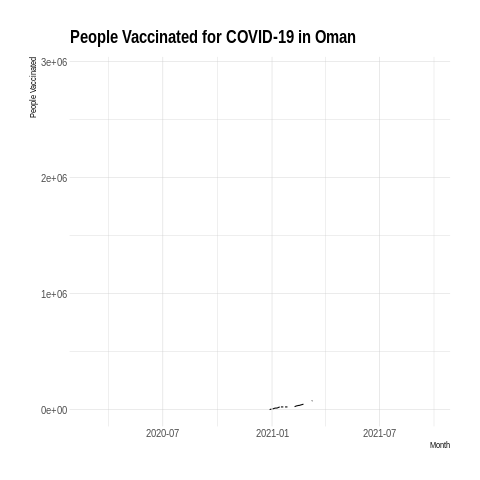 People Vaccinated for COVID-19 in Oman
People Vaccinated
3e+06
2e+06
1e+06
0e+00
2020-07
2021-01
2021-07
Month